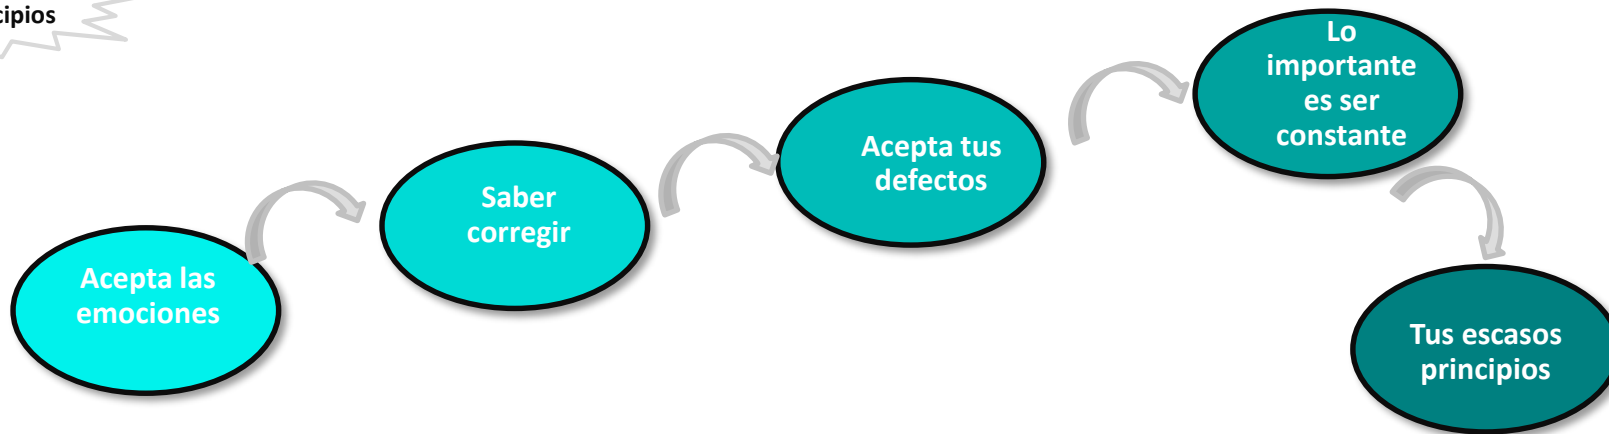 cipios
Acepta las
emociones
Saber
corregir
Acepta tus
defectos
Lo
importante
es ser
constante
Tus escasos
principios